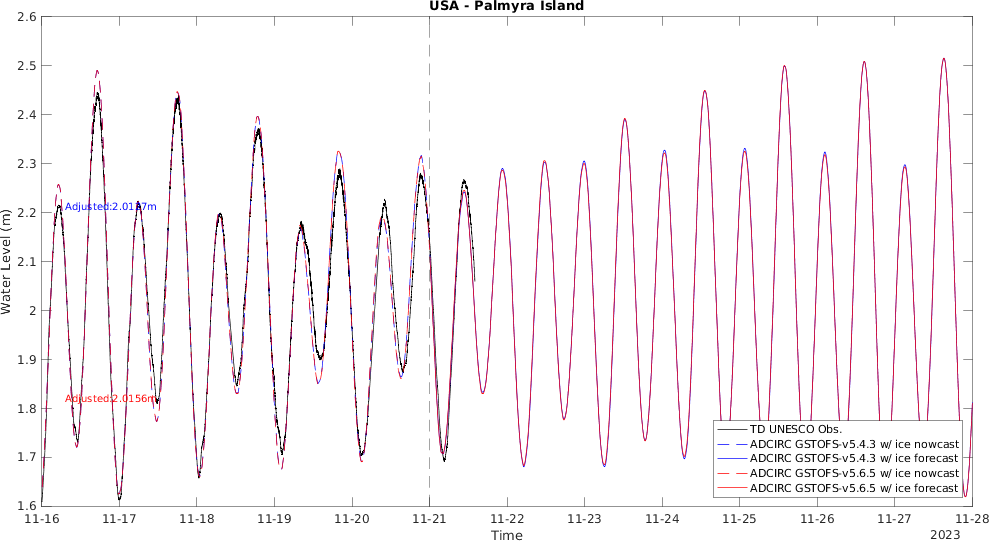 USA - Palmyra Island
2.6
2.5
2.4
2.3
2.2
2.1
2
1.9
1.8
1.7
1.6
Water Level (m)
Adjusted:2.0187m
Adjusted:2.0156m
TD UNESCO Obs.
ADCIRC GSTOFS-v5.4.3 w/ ice nowcast
ADCIRC GSTOFS-v5.4.3 w/ ice forecast
ADCIRC GSTOFS-v5.6.5 w/ ice nowcast
ADCIRC GSTOFS-v5.6.5 w/ ice forecast
11-16 11-17 11-18 11-19 11-20 11-21 11-22 11-23 11-24 11-25 11-26 11-27 11-28
Time
2023